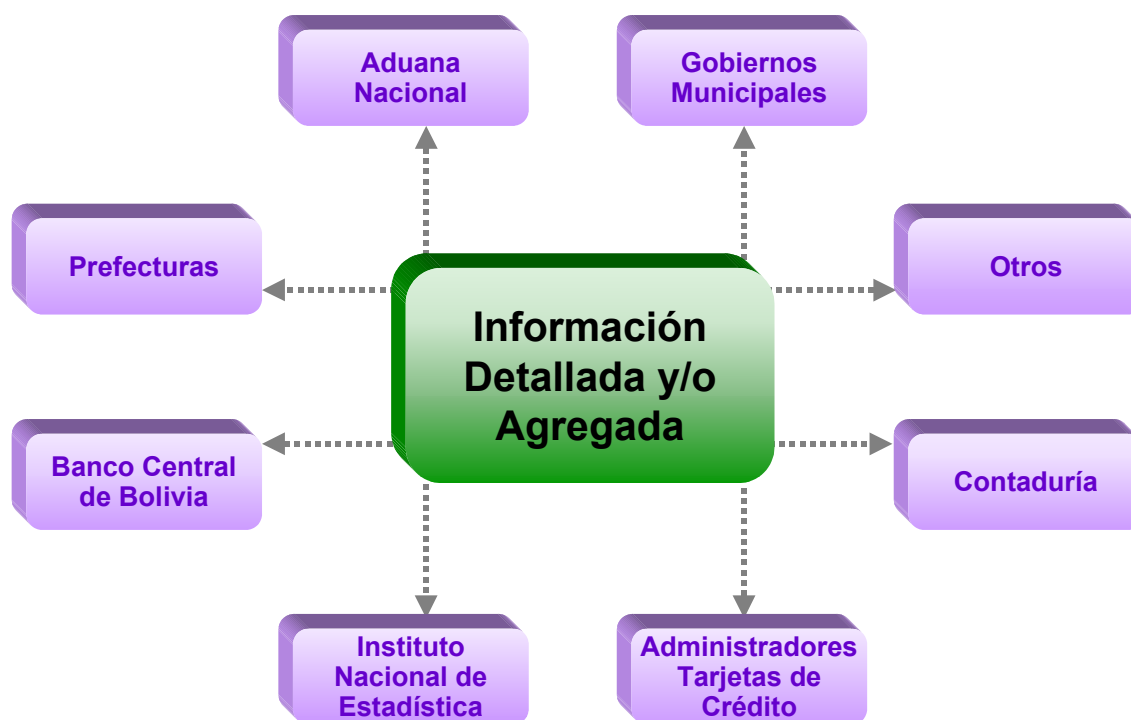 Aduana
Nacional
Gobiernos
Municipales
Prefecturas
Otros
Información
Detallada y/o
Agregada
Banco Central
de Bolivia
Contaduría
Instituto
Nacional de
Estadística
Administradores
Tarjetas de
Crédito